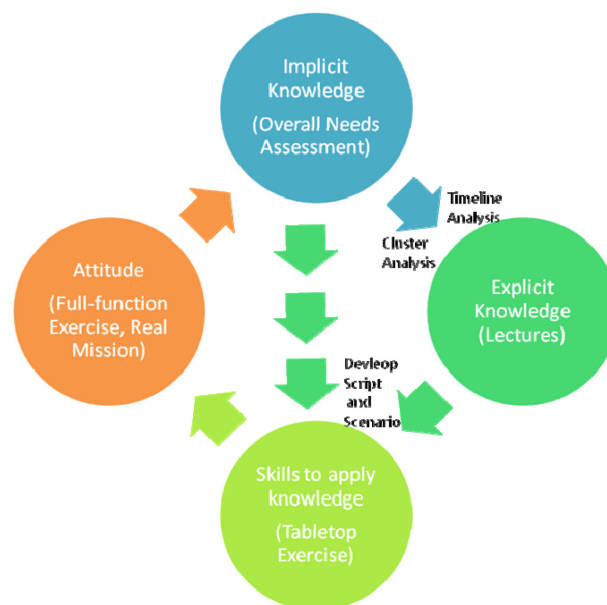 Implicit
Knowledge
(Overall Needs
Assessment)
Timeline
Analysis
Cluster
Analysis
Attitude
(Full-function
Exercise, Real
Mission)
Explicit
Knowledge
(Lectures)
Devleop
Script
and
Scenario
Skills to apply
knowledge
(Tabletop
Exercise)